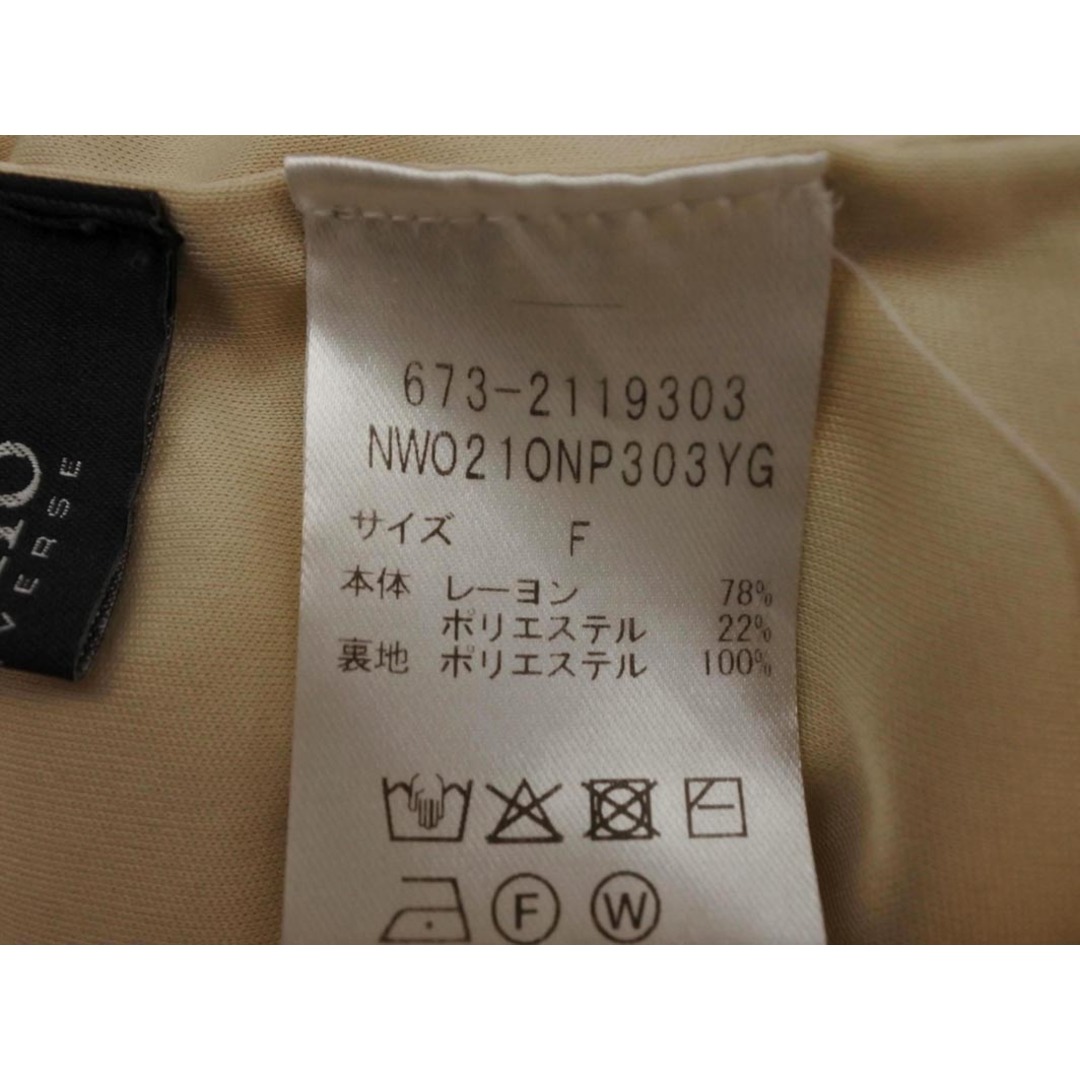 673-2119303
NW0210NP303YG
サイズ F
本体 レーヨン 78%
ポリエステル 22%
裏地 ポリエステル 100%
F W
VERSE